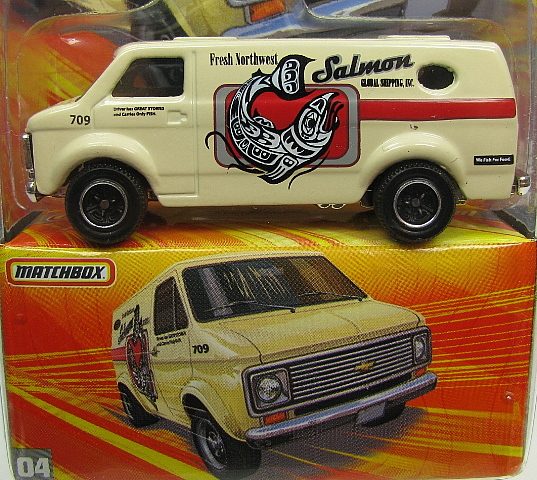 Fresh Northwest
Salmon
GLOBAL SHIPPING, INC.
Driver has GREAT STORIES
and Carries Only FISH.
709
We Fish For Food.
MATCHBOX
709
04